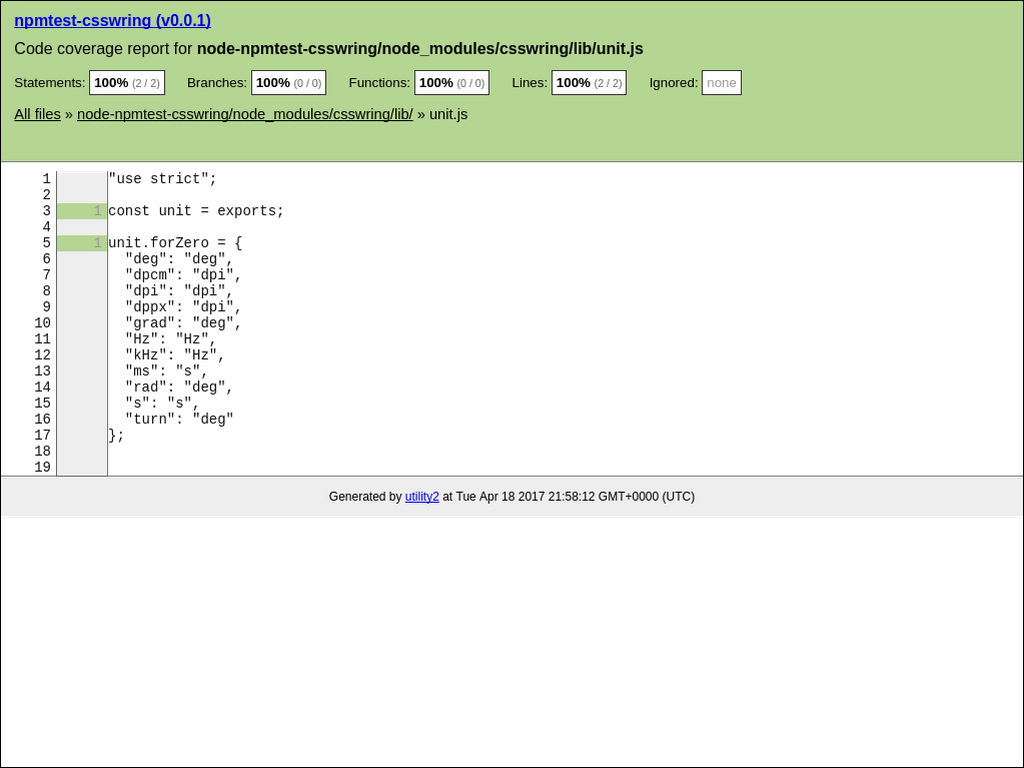 npmtest-csswring (v0.0.1)
Code coverage report for node-npmtest-csswring/node_modules/csswring/lib/unit.js
Statements: 100% (2 / 2) Branches: 100% (0 / 0) Functions: 100% (0 / 0) Lines: 100% (2 / 2) Ignored: none
All files » node-npmtest-csswring/node_modules/csswring/lib/ » unit.js
1 "use strict";
2
3 1 const unit = exports;
4
5 1 unit.forZero = {
6 "deg": "deg",
7 "dpcm": "dpi",
8 "dpi": "dpi",
9 "dppx": "dpi",
10 "grad": "deg",
11 "Hz": "Hz",
12 "kHz": "Hz",
13 "ms": "s",
14 "rad": "deg",
15 "s": "s",
16 "turn": "deg"
17 };
18
19
Generated by utility2 at Tue Apr 18 2017 21:58:12 GMT+0000 (UTC)